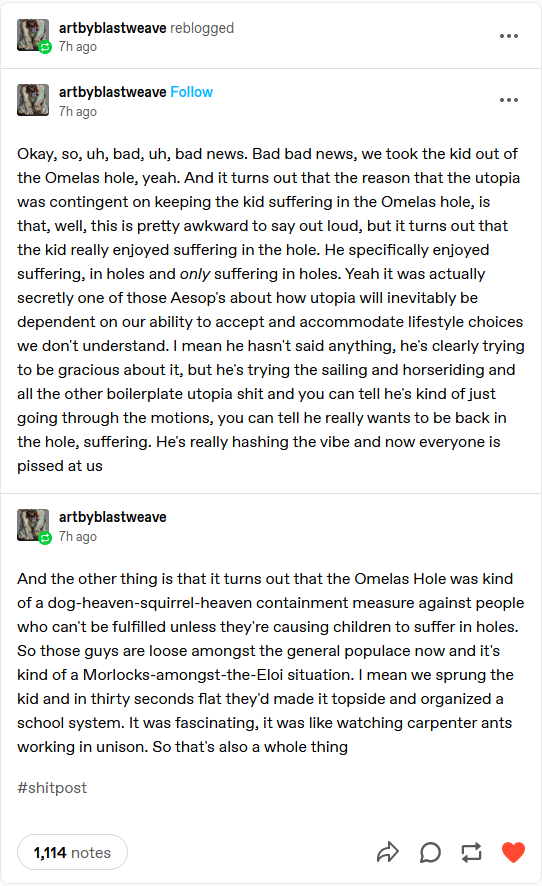 artbyblastweave reblogged
7h ago
artbyblastweave Follow
7h ago
Okay, so, uh, bad, uh, bad news. Bad bad news, we took the kid out of
the Omelas hole, yeah. And it turns out that the reason that the utopia
was contingent on keeping the kid suffering in the Omelas hole, is
that, well, this is pretty awkward to say out loud, but it turns out that
the kid really enjoyed suffering in the hole. He specifically enjoyed
suffering, in holes and only suffering in holes. Yeah it was actually
secretly one of those Aesop's about how utopia will inevitably be
dependent on our ability to accept and accommodate lifestyle choices
we don't understand. I mean he hasn't said anything, he's clearly trying
to be gracious about it, but he's trying the sailing and horseriding and
all the other boilerplate utopia shit and you can tell he's kind of just
going through the motions, you can tell he really wants to be back in
the hole, suffering. He's really hashing the vibe and now everyone is
pissed at us
artbyblastweave
7h ago
And the other thing is that it turns out that the Omelas Hole was kind
of a dog-heaven-squirrel-heaven containment measure against people
who can't be fulfilled unless they're causing children to suffer in holes.
So those guys are loose amongst the general populace now and it's
kind of a Morlocks-amongst-the-Eloi situation. I mean we sprung the
kid and in thirty seconds flat they'd made it topside and organized a
school system. It was fascinating, it was like watching carpenter ants
working in unison. So that's also a whole thing
#shitpost
1,114 notes